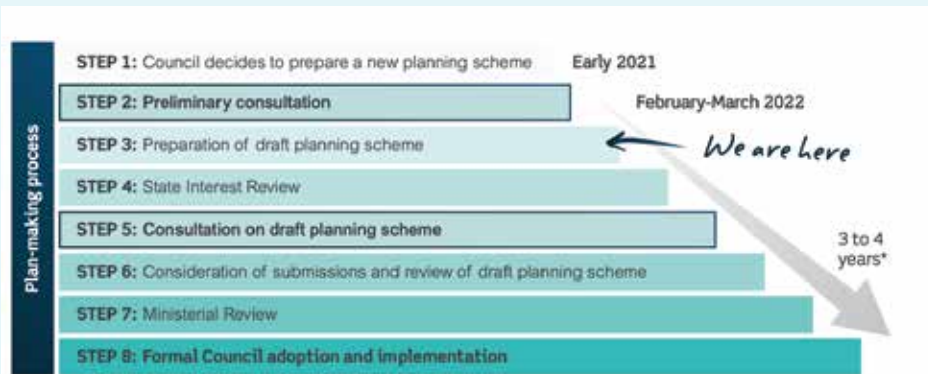 Plan-making process
STEP 1: Council decides to prepare a new planning scheme
Early 2021
STEP 2: Preliminary consultation
February-March 2022
STEP 3: Preparation of draft planning scheme
We are here
STEP 4: State Interest Review
STEP 5: Consultation on draft planning scheme
3 to 4
years*
STEP 6: Consideration of submissions and review of draft planning scheme
STEP 7: Ministerial Review
STEP 8: Formal Council adoption and implementation